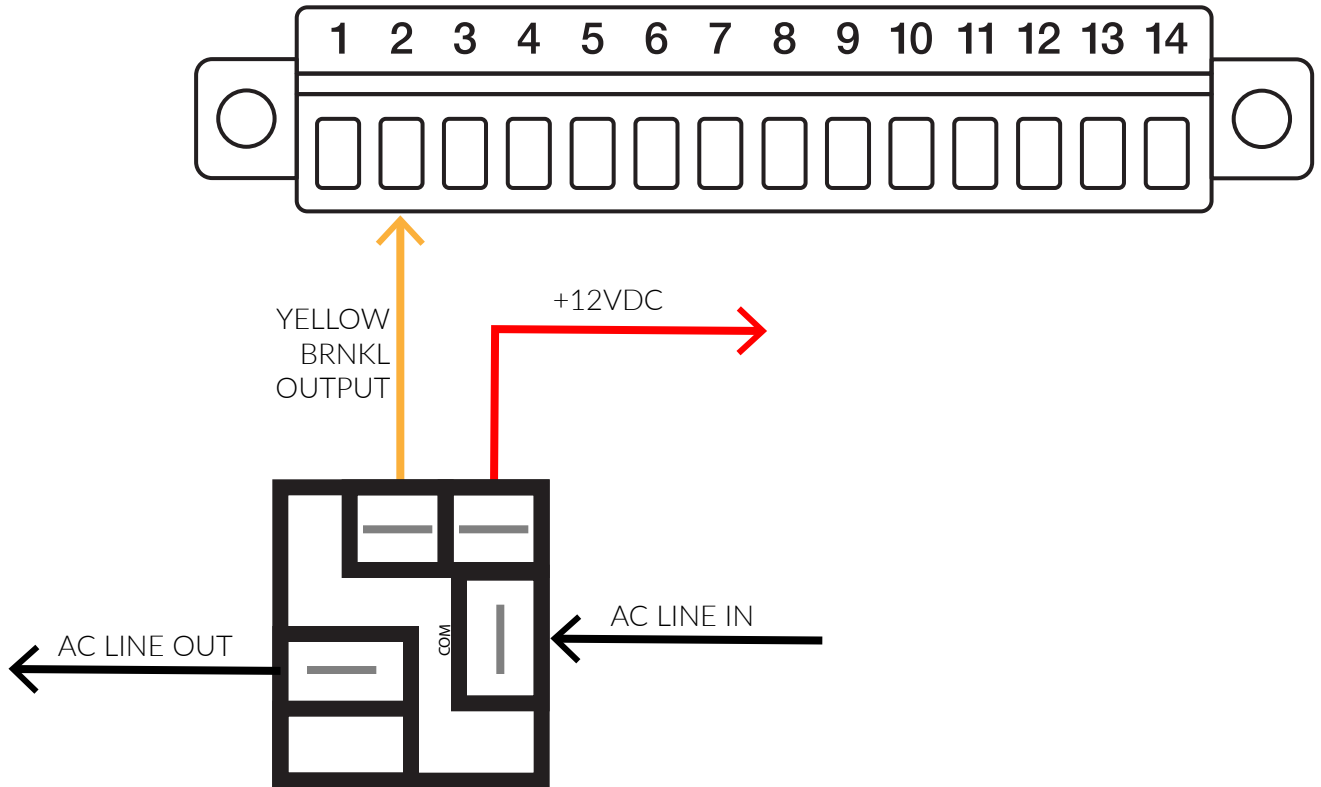 1 2 3 4 5 6 7 8 9 10 11 12 13 14
+12VDC
YELLOW
BRNKL
OUTPUT
AC LINE IN
COM
AC LINE OUT